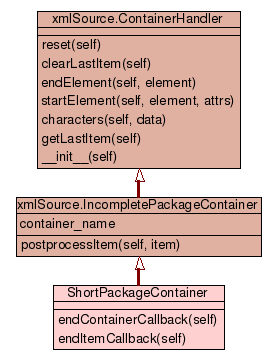 xmlSource.ContainerHandler
reset(self)
clearLastItem(self)
endElement(self, element)
startElement(self, element, attrs)
characters(self, data)
getLastItem(self)
__init__(self)
xmlSource.IncompletePackageContainer
container_name
postprocessItem(self, item)
ShortPackageContainer
endContainerCallback(self)
endItemCallback(self)